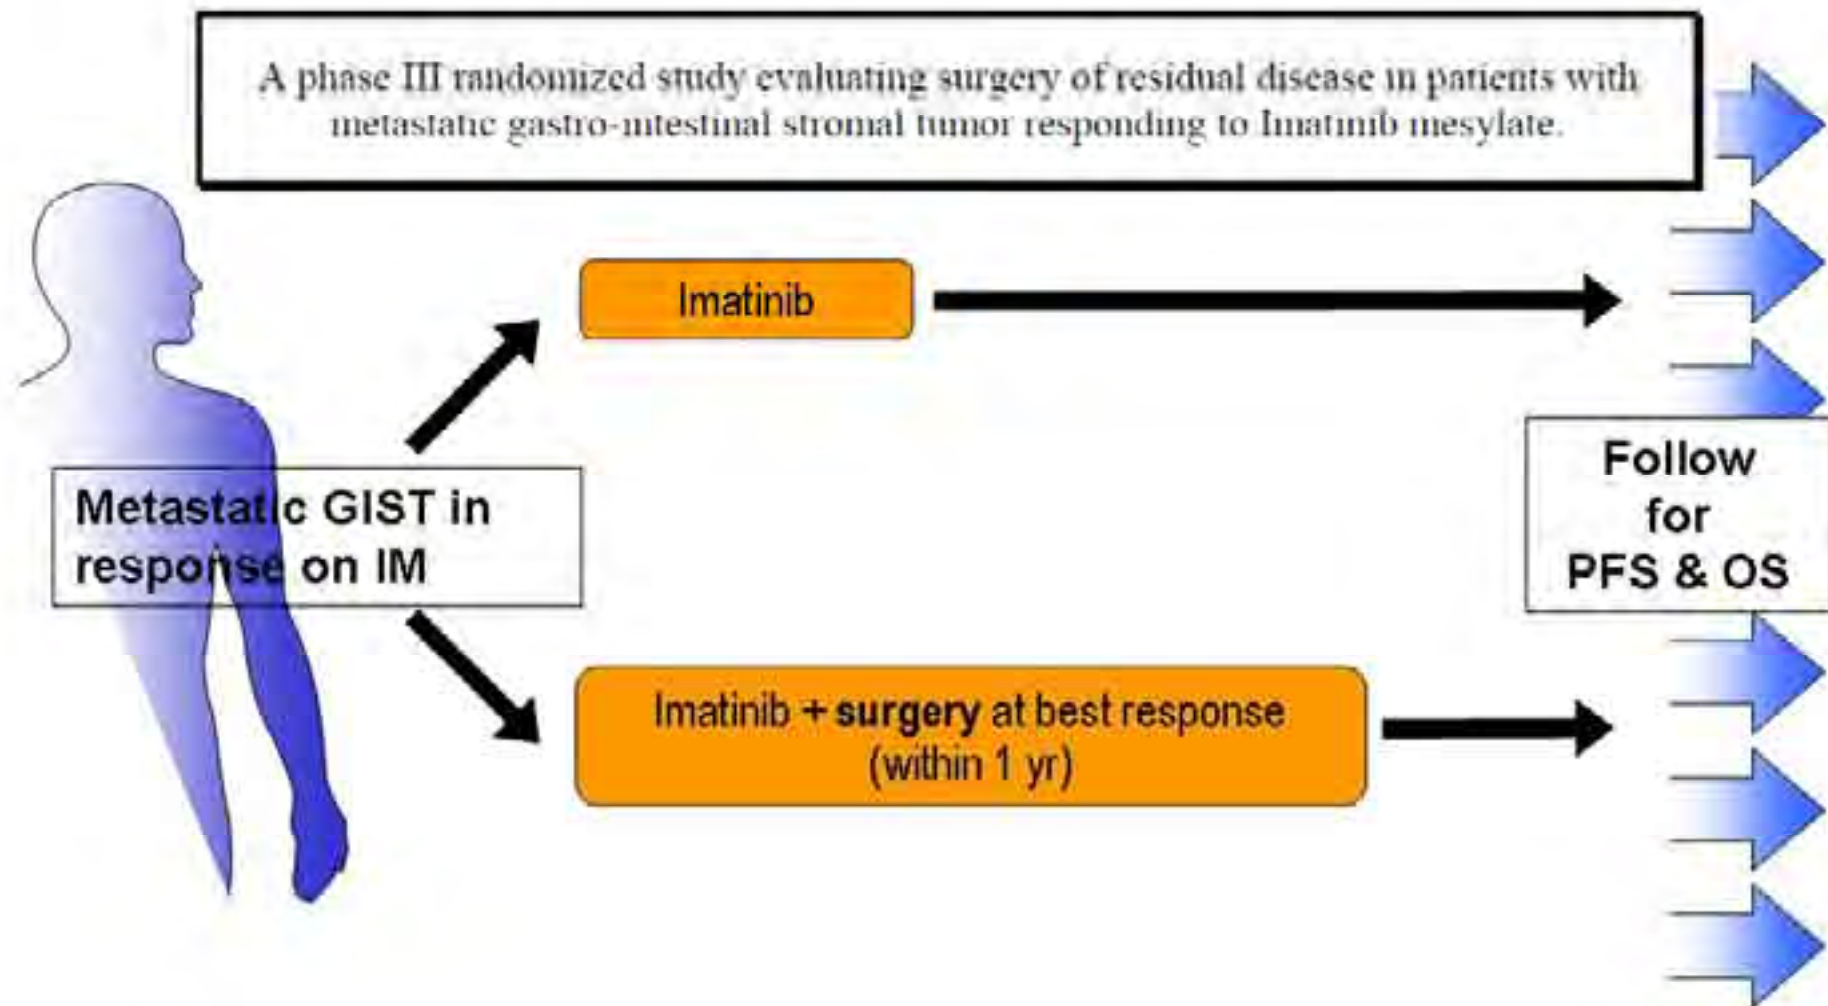 A phase III randomized study evaluating surgery of residual disease in patients with
metastatic gastro-intestinal stromal tumor responding to Imatinib mesylate.
Imatinib
Metastatic GIST in
response on IM
Follow
for
PFS & OS
Imatinib + surgery at best response
(within 1 yr)